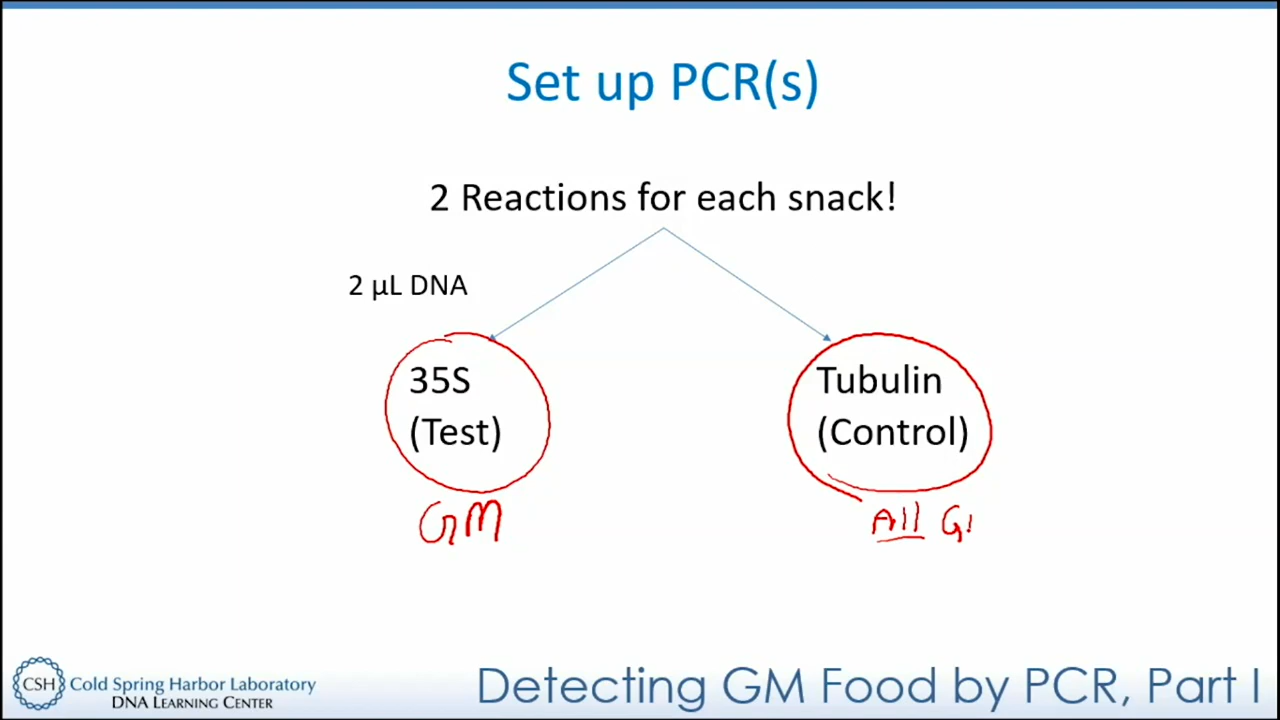 Set up PCR(s)
2 Reactions for each snack!
2 µL DNA
35S
(Test)
GM
Tubulin
(Control)
All
CSH
Cold Spring Harbor Laboratory
DNA LEARNING CENTER
Detecting GM Food by PCR, Part I